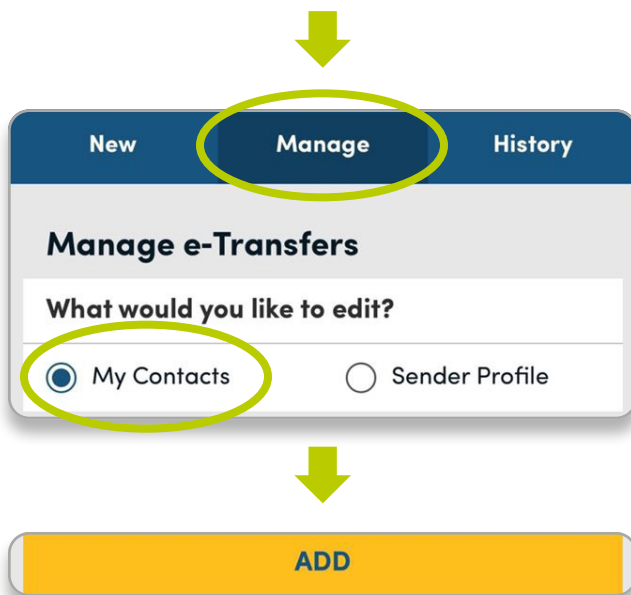 New Manage History
Manage e-Transfers
What would you like to edit?
My Contacts Sender Profile
ADD